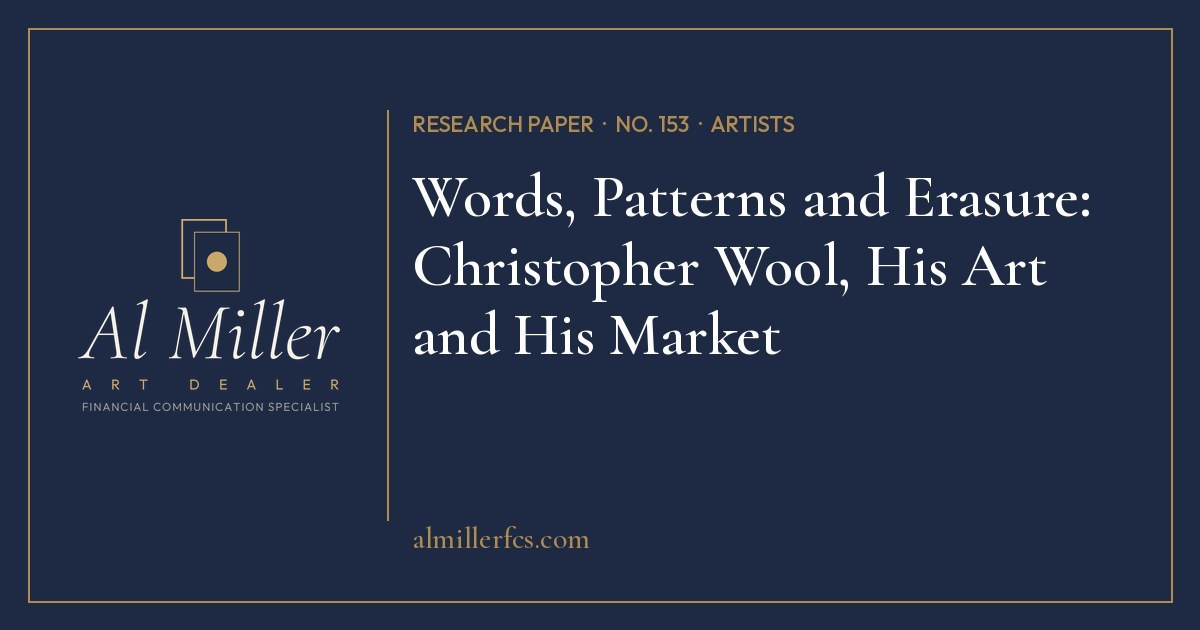 Al Miller
ART DEALER
FINANCIAL COMMUNICATION SPECIALIST
RESEARCH PAPER · NO. 153 · ARTISTS
Words, Patterns and Erasure:
Christopher Wool, His Art
and His Market
almillerfcs.com